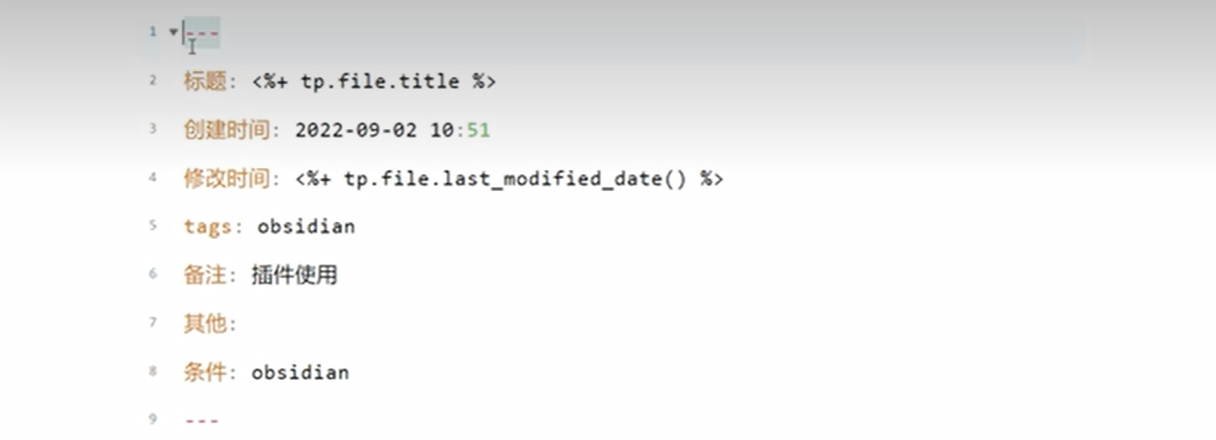 1 ---
2 标题: <%+ tp.file.title %>
3 创建时间: 2022-09-02 10:51
4 修改时间: <%+ tp.file.last_modified_date() %>
5 tags: obsidian
6 备注: 插件使用
7 其他:
8 条件: obsidian
9 ---